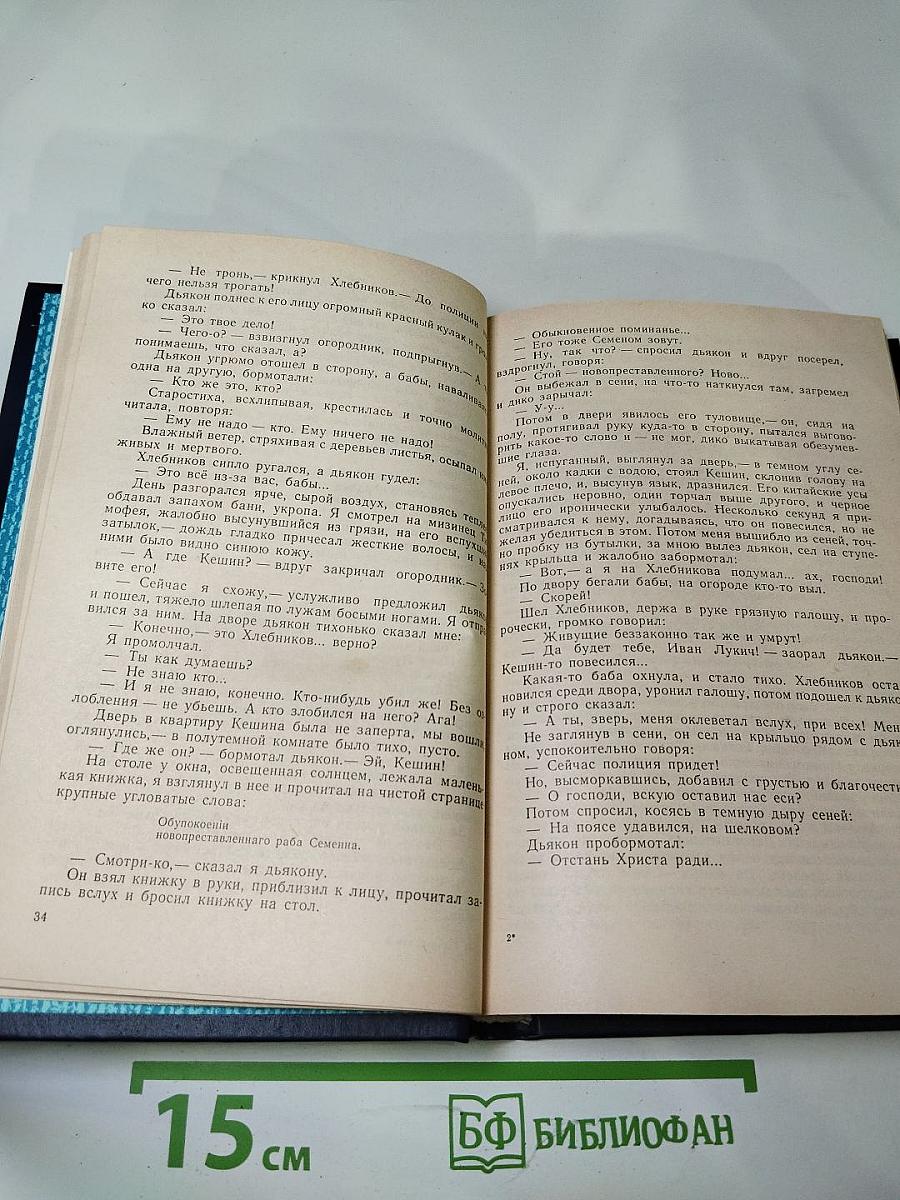 — Не тронь,— крикнул Хлебников.— До полиции
чего нельзя трогать!
Дьякон поднес к его лицу огромный красный кулак и
ко сказал:
— Это твое дело!
— Чего-о? — взвизгнул огородник, подпрыгнув.— А
понимаешь, что сказал, а?
Дьякон угрюмо отошел в сторону, а бабы,
одна на другую, бормотали:
— Кто же это, кто?
Старостиха, всхлипывая, крестилась и точно
читала, повторя:
— Ему не надо — кто. Ему ничего не надо!
Влажный ветер, стряхивая с деревьев листья, осыпал
живых и мертвого.
Хлебников сипло ругался, а дьякон гудел:
— Это всё из-за вас, бабы...
День разгорался ярче, сырой воздух, становясь
обдавал запахом бани, укропа. Я смотрел на мизинец
мофея, жалобно высунувшийся из грязи, на его
затылок,— дождь гладко причесал жесткие волосы, и
ними было видно синюю кожу.
— А где Кешин? — вдруг закричал огородник.—
вите его!
— Сейчас я схожу,— услужливо предложил
и пошел, тяжело шлепая по лужам босыми ногами. Я
вился за ним. На дворе дьякон тихонько сказал мне:
— Конечно,— это Хлебников... верно?
Я промолчал.
— Ты как думаешь?
— Не знаю кто...
— И я не знаю, конечно. Кто-нибудь убил же! Без оз-
лобления — не убьешь. А кто злобился на него? Ага!
Дверь в квартиру Кешина была не заперта, мы вошли,
оглянулись,— в полутемной комнате было тихо, пусто.
— Где же он? — бормотал дьякон.— Эй, Кешин!
На столе у окна, освещенная солнцем, лежала малень-
кая книжка, я взглянул в нее и прочитал на чистой странице
крупные угловатые слова:
Обупокоеніи
новопреставленнаго раба Семенна.
— Смотри-ко,— сказал я дьякону.
Он взял книжку в руки, приблизил к лицу, прочитал за-
пись вслух и бросил книжку на стол.
34
— Обыкновенное поминанье...
— Его тоже Семеном зовут.
— Ну, так что? — спросил дьякон и вдруг посерел,
вздрогнул, говоря:
— Стой — новопреставленного? Ново...
Он выбежал в сени, на что-то наткнулся там, загремел
и дико зарычал:
— У-у...
Потом в двери явилось его туловище,— он, сидя на
полу, протягивал руку куда-то в сторону, пытался выгово-
рить какое-то слово и — не мог, дико выкатывая обезумев-
шие глаза.
Я, испуганный, выглянул за дверь,— в темном углу се-
ней, около кадки с водою, стоял Кешин, склонив голову на
левое плечо, и, высунув язык, дразнился. Его китайские усы
опускались неровно, один торчал выше другого, и черное
лицо его иронически улыбалось. Несколько секунд я при-
сматривался к нему, догадываясь, что он повесился, но не
желая убедиться в этом. Потом меня вышибло из сеней, точ-
но пробку из бутылки, за мною вылез дьякон, сел на ступе-
нях крыльца и жалобно забормотал:
— Вот,— а я на Хлебникова подумал... ах, господи!
По двору бегали бабы, на огороде кто-то выл.
— Скорей!
Шел Хлебников, держа в руке грязную галошу, и про-
рочески, громко говорил:
— Живущие беззаконно так же и умрут!
— Да будет тебе, Иван Лукич! — заорал дьякон.—
Кешин-то повесился...
Какая-то баба охнула, и стало тихо. Хлебников оста
новился среди двора, уронил галошу, потом подошел к дьяко
ну и строго сказал:
— А ты, зверь, меня оклеветал вслух, при всех! Мен
Не заглянув в сени, он сел на крыльцо рядом с дьяк
ном, успокоительно говоря:
— Сейчас полиция придет!
Но, высморкавшись, добавил с грустью и благочести
— О господи, вскую оставил нас еси?
Потом спросил, косясь в темную дыру сеней:
— На поясе удавился, на шелковом?
Дьякон пробормотал:
— Отстань Христа ради...
2*
15 см
БФ БИБЛИОФАН